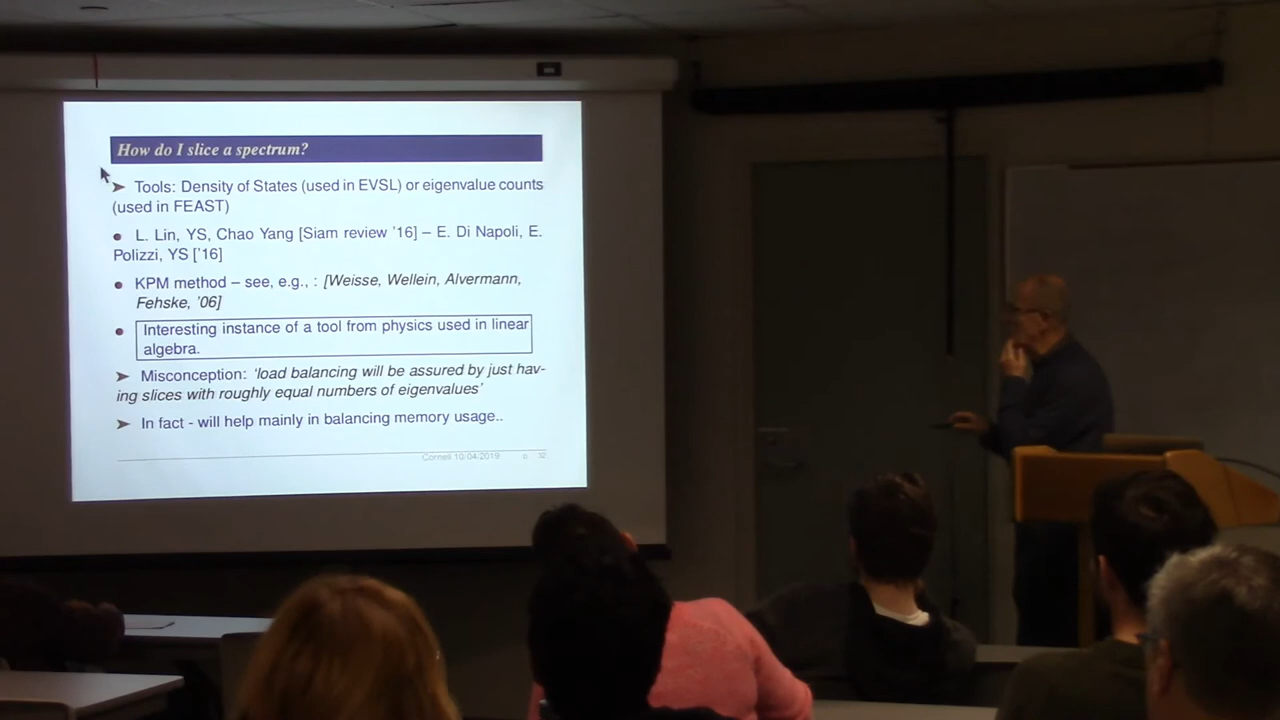 How do I slice a spectrum?
➤ Tools: Density of States (used in EVSL) or eigenvalue counts
(used in FEAST)
• L. Lin, YS, Chao Yang [Siam review '16] – E. Di Napoli, E.
Polizzi, YS ['16]
• KPM method – see, e.g., : [Weisse, Wellein, Alvermann,
Fehske, '06]
• Interesting instance of a tool from physics used in linear
algebra.
➤ Misconception: 'load balancing will be assured by just hav-
ing slices with roughly equal numbers of eigenvalues'
➤ In fact - will help mainly in balancing memory usage..
Cornell 10/04/2019 32